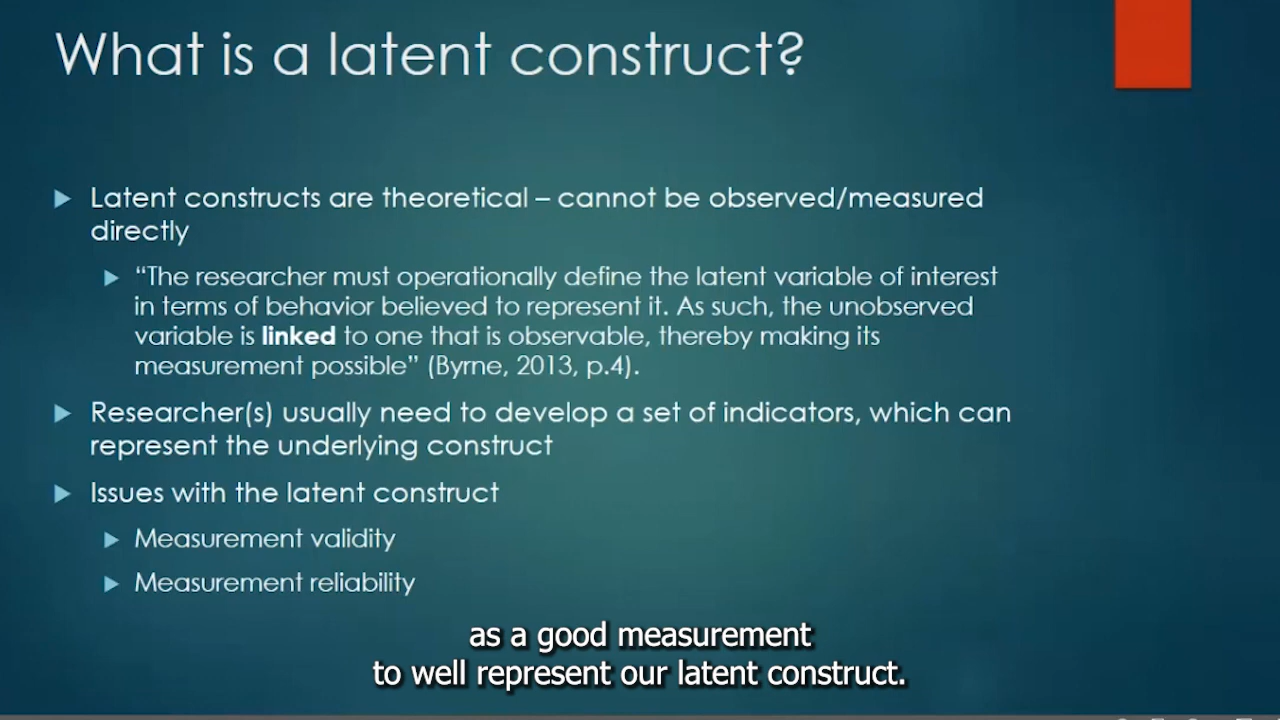 What is a latent construct?
Latent constructs are theoretical – cannot be observed/measured
directly
“The researcher must operationally define the latent variable of interest
in terms of behavior believed to represent it. As such, the unobserved
variable is linked to one that is observable, thereby making its
measurement possible” (Byrne, 2013, p.4).
Researcher(s) usually need to develop a set of indicators, which can
represent the underlying construct
Issues with the latent construct
Measurement validity
Measurement reliability
as a good measurement
to well represent our latent construct.